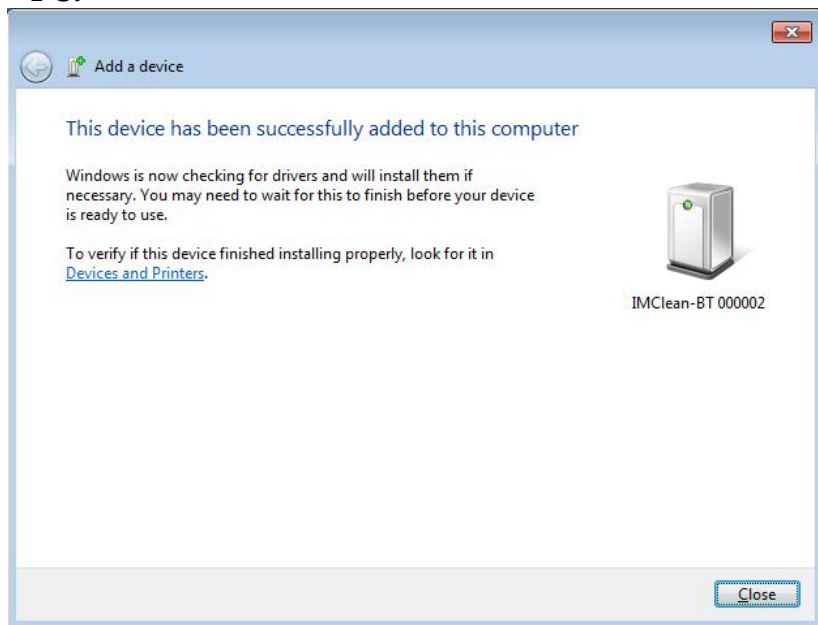 Add a device
This device has been successfully added to this computer
Windows is now checking for drivers and will install them if
necessary. You may need to wait for this to finish before your device
is ready to use.
To verify if this device finished installing properly, look for it in
Devices and Printers.
IMClean-BT 000002
Close